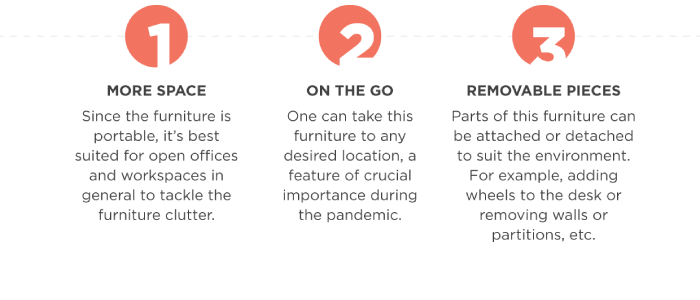 1
MORE SPACE
Since the furniture is
portable, it’s best
suited for open offices
and workspaces in
general to tackle the
furniture clutter.
2
ON THE GO
One can take this
furniture to any
desired location, a
feature of crucial
importance during
the pandemic.
3
REMOVABLE PIECES
Parts of this furniture can
be attached or detached
to suit the environment.
For example, adding
wheels to the desk or
removing walls or
partitions, etc.